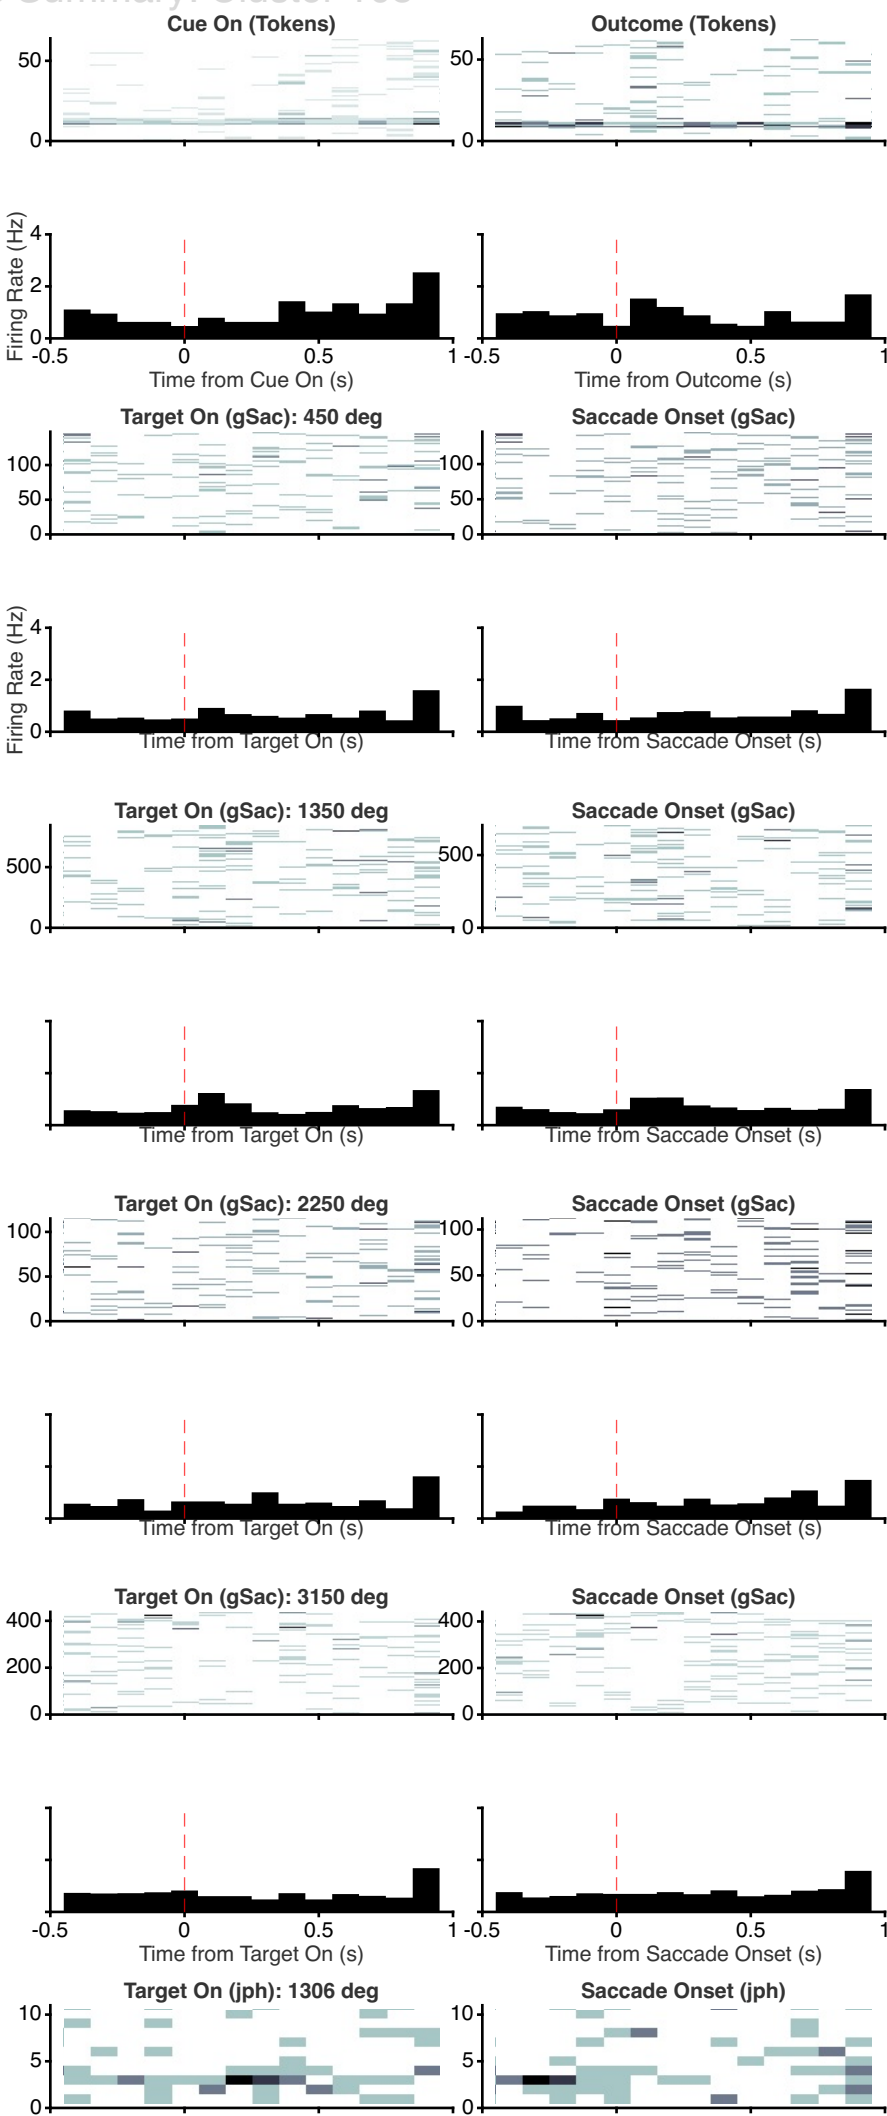 Summary: Cluster
Cue On (Tokens) Outcome (Tokens)
50 50
0 0
Firing Rate (Hz)
4
2
0
-0.5 0 0.5 1 -0.5 0 0.5 1
Time from Cue On (s) Time from Outcome (s)
Target On (gSac): 450 deg Saccade Onset (gSac)
100 100
50 50
0 0
Firing Rate (Hz)
4
2
0
Time from Target On (s) Time from Saccade Onset (s)
Target On (gSac): 1350 deg Saccade Onset (gSac)
500 500
0 0
Time from Target On (s) Time from Saccade Onset (s)
Target On (gSac): 2250 deg Saccade Onset (gSac)
100 100
50 50
0 0
Time from Target On (s) Time from Saccade Onset (s)
Target On (gSac): 3150 deg Saccade Onset (gSac)
400 400
200 200
0 0
-0.5 0 0.5 1 -0.5 0 0.5 1
Time from Target On (s) Time from Saccade Onset (s)
Target On (jph): 1306 deg Saccade Onset (jph)
10 10
5 5
0 0